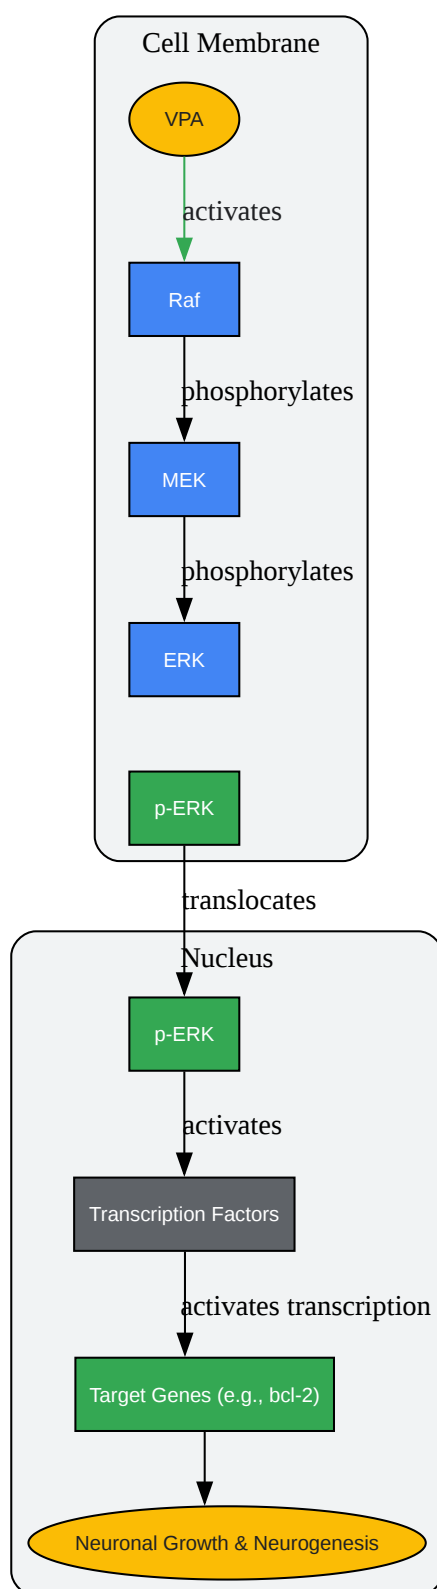 Cell Membrane
VPA
activates
Raf
phosphorylates
MEK
phosphorylates
ERK
p-ERK
translocates
Nucleus
p-ERK
activates
Transcription Factors
activates transcription
Target Genes (e.g., bcl-2)
Neuronal Growth & Neurogenesis